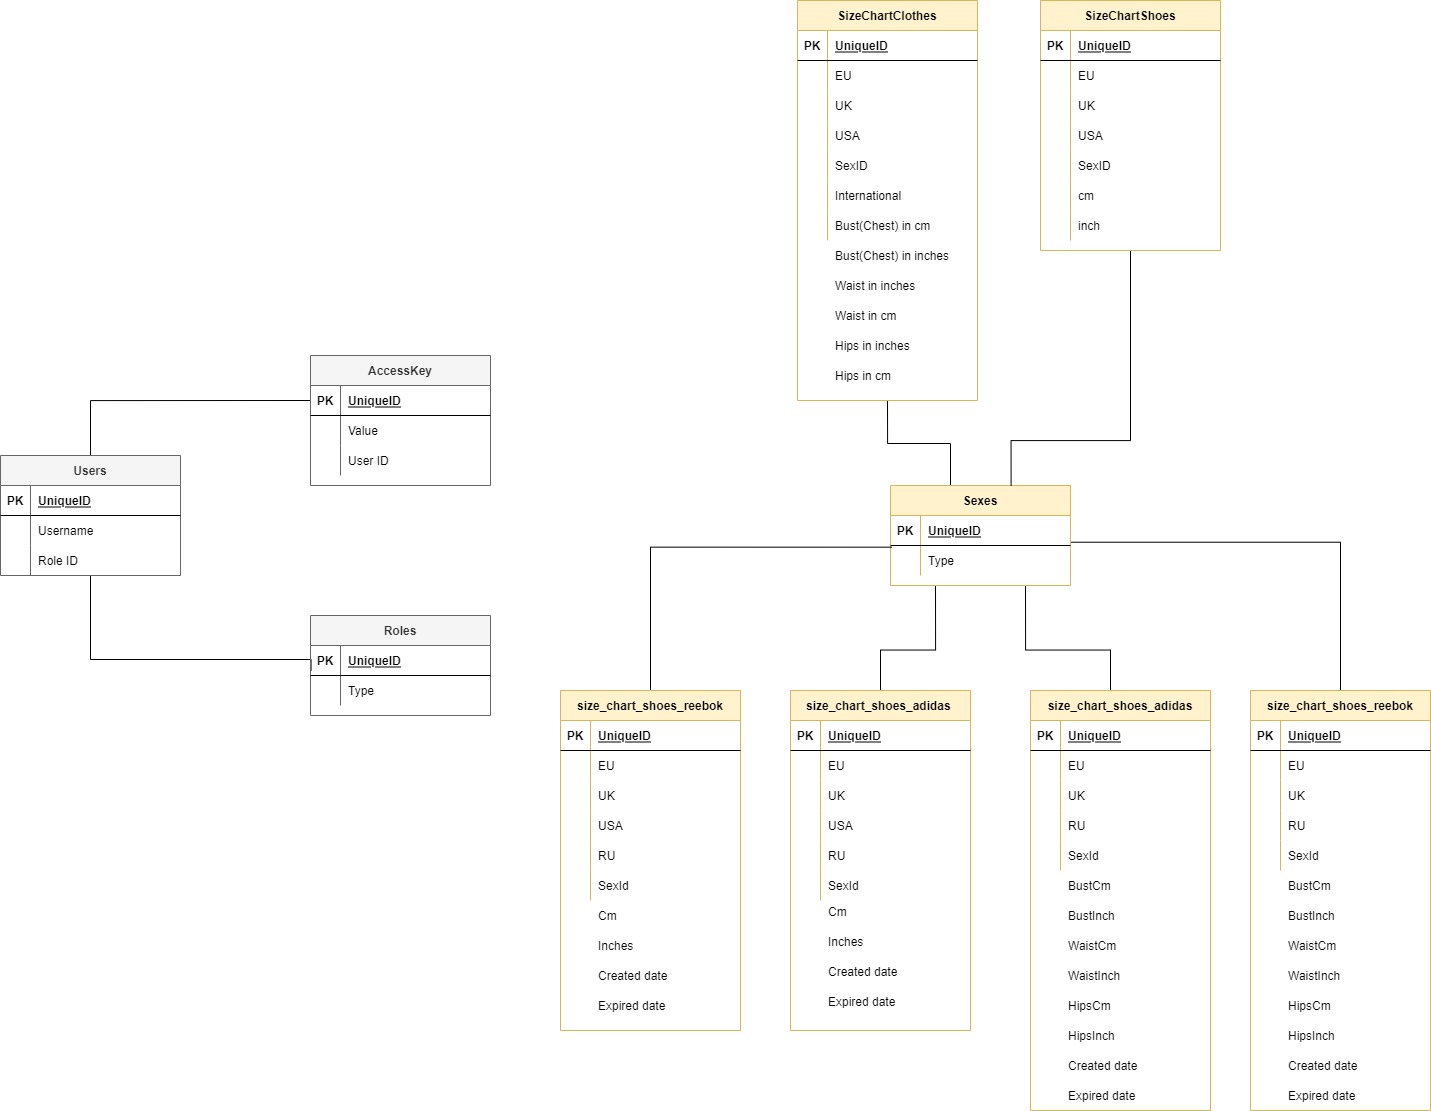 SizeChartClothes
PK UniqueID
EU
UK
USA
SexID
International
Bust(Chest) in cm
Bust(Chest) in inches
Waist in inches
Waist in cm
Hips in inches
Hips in cm
SizeChartShoes
PK UniqueID
EU
UK
USA
SexID
cm
inch
AccessKey
PK UniqueID
Value
User ID
Users
PK UniqueID
Username
Role ID
Roles
PK UniqueID
Type
Sexes
PK UniqueID
Type
size_chart_shoes_reebok
PK UniqueID
EU
UK
USA
RU
SexId
Cm
Inches
Created date
Expired date
size_chart_shoes_adidas
PK UniqueID
EU
UK
USA
RU
SexId
Cm
Inches
Created date
Expired date
size_chart_shoes_adidas
PK UniqueID
EU
UK
RU
SexId
BustCm
BustInch
WaistCm
WaistInch
HipsCm
HipsInch
Created date
Expired date
size_chart_shoes_reebok
PK UniqueID
EU
UK
RU
SexId
BustCm
BustInch
WaistCm
WaistInch
HipsCm
HipsInch
Created date
Expired date